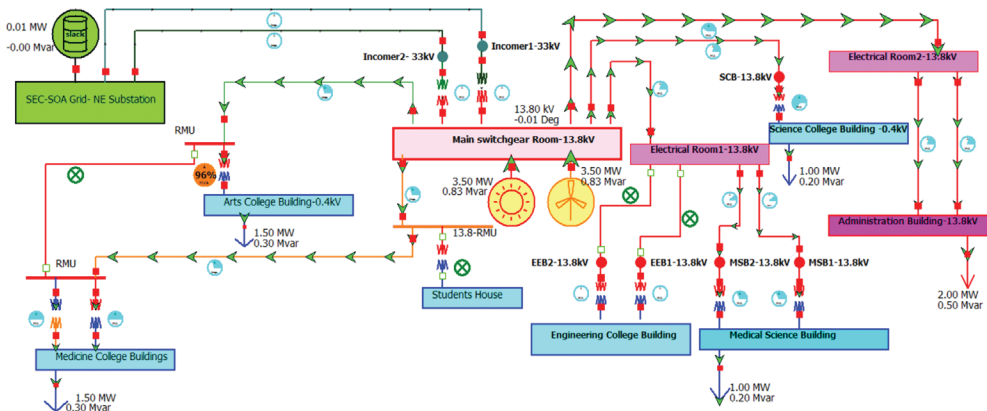 0.01 MW
slack
-0.00 Mvar
SEC-SOA Grid- NE Substation
Incomer2- 33kV
Incomer1-33kV
13.80 kV
-0.01 Deg
Main switchgear Room-13.8kV
3.50 MW
0.83 Mvar
3.50 MW
0.83 Mvar
RMU
96%
Arts College Building-0.4kV
1.50 MW
0.30 Mvar
13.8-RMU
Students House
RMU
Medicine College Buildings
1.50 MW
0.30 Mvar
Electrical Room1-13.8kV
SCB-13.8kV
Science College Building -0.4kV
1.00 MW
0.20 Mvar
Electrical Room2-13.8kV
Administration Building-13.8kV
2.00 MW
0.50 Mvar
EEB2-13.8kV
EEB1-13.8kV
MSB2-13.8kV
MSB1-13.8kV
Engineering College Building
Medical Science Building
1.00 MW
0.20 Mvar